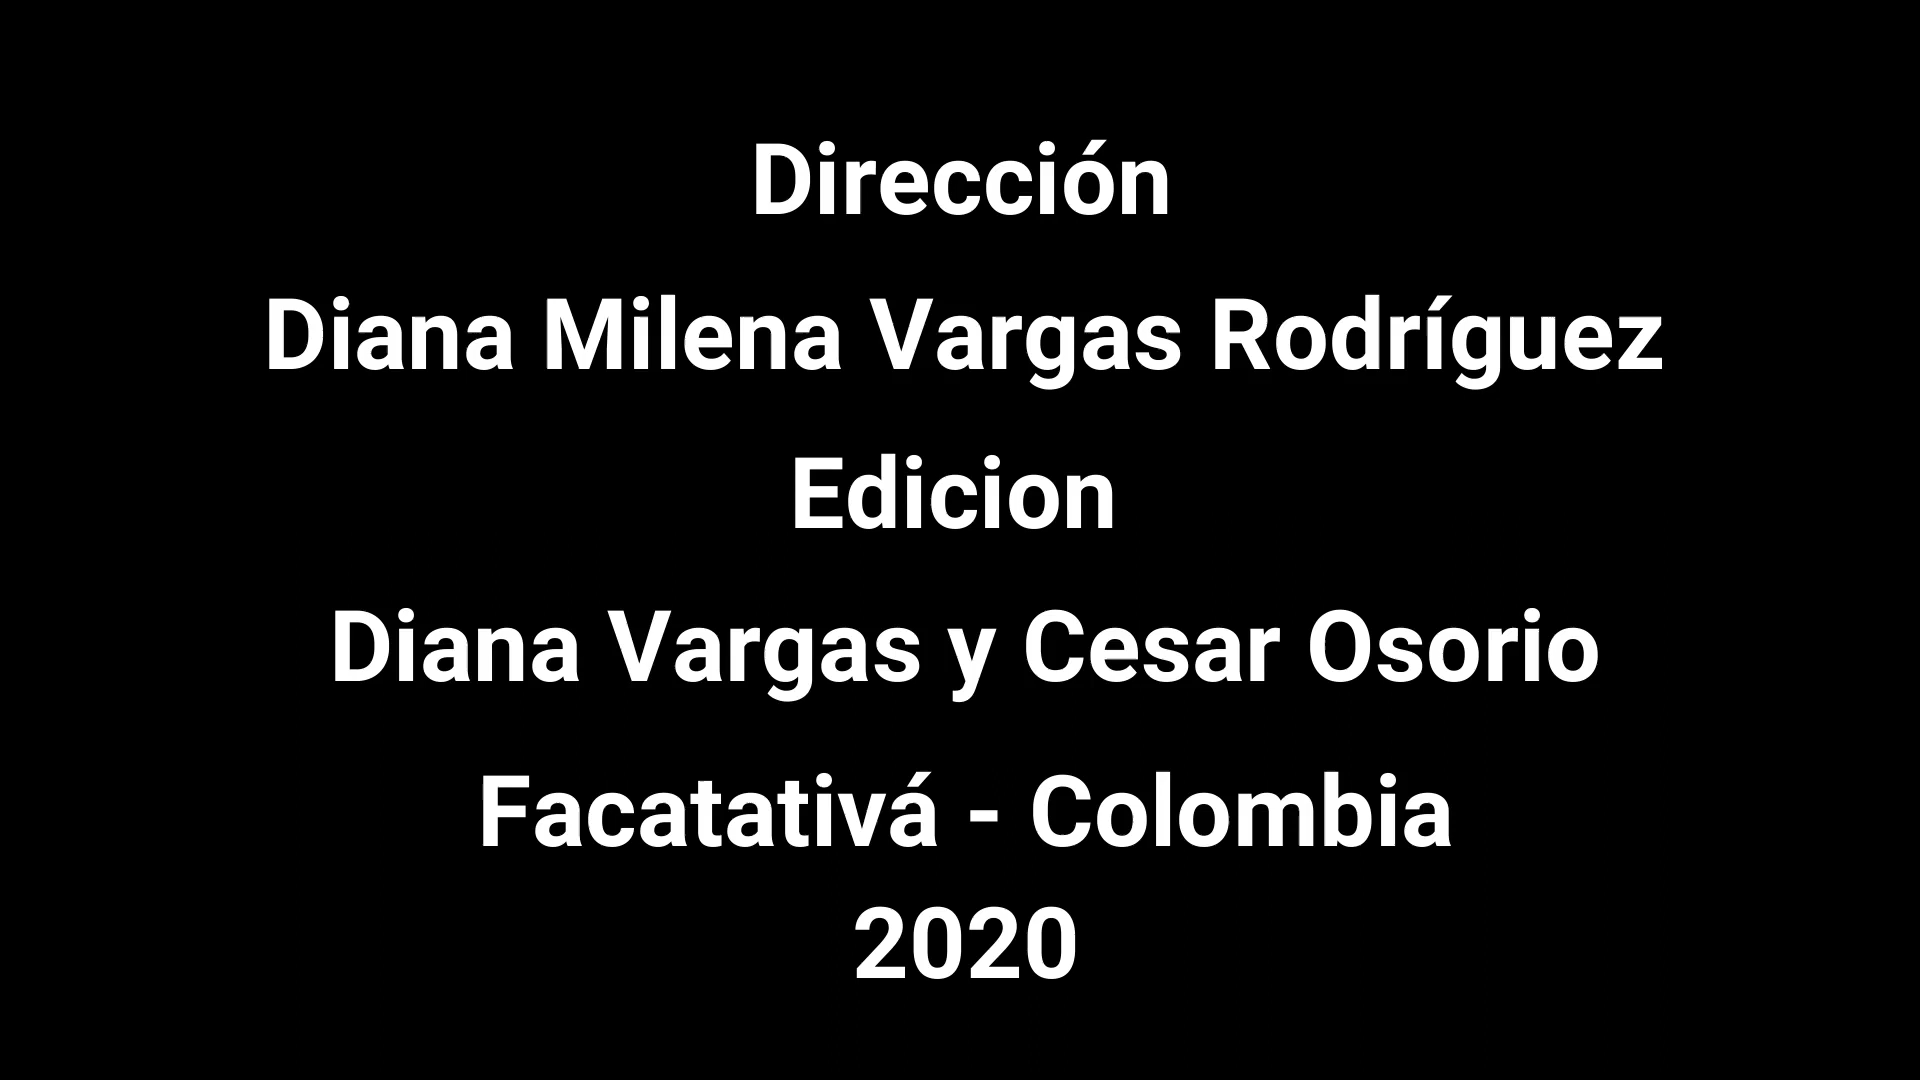 Dirección
Diana Milena Vargas Rodríguez
Edicion
Diana Vargas y Cesar Osorio
Facatativá - Colombia
2020